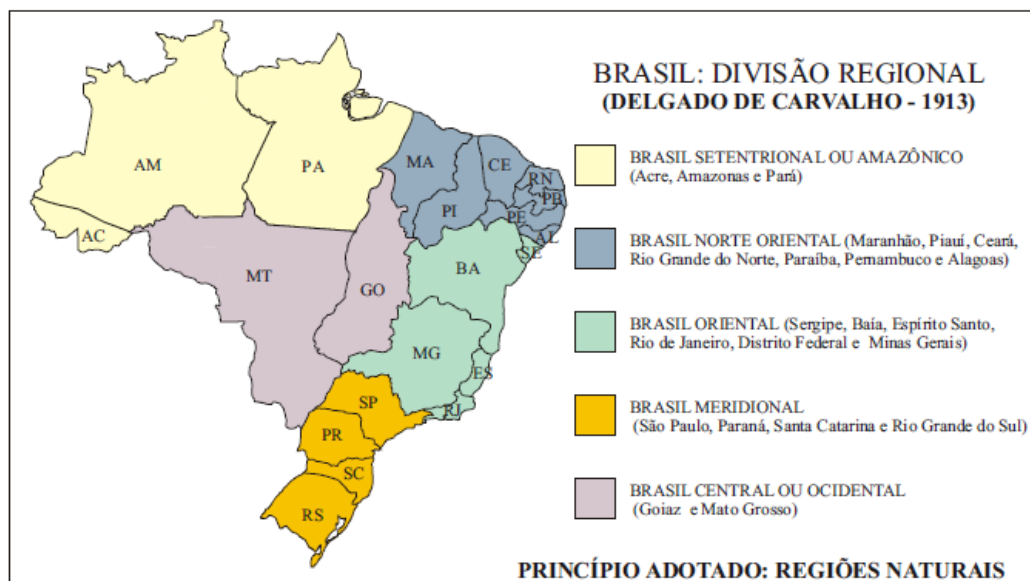 BRASIL: DIVISÃO REGIONAL
(DELGADO DE CARVALHO - 1913)
BRASIL SETENTRIONAL OU AMAZÔNICO
(Acre, Amazonas e Pará)
BRASIL NORTE ORIENTAL (Maranhão, Piauí, Ceará,
Rio Grande do Norte, Paraíba, Pernambuco e Alagoas)
BRASIL ORIENTAL (Sergipe, Baía, Espírito Santo,
Rio de Janeiro, Distrito Federal e Minas Gerais)
BRASIL MERIDIONAL
(São Paulo, Paraná, Santa Catarina e Rio Grande do Sul)
BRASIL CENTRAL OU OCIDENTAL
(Goiaz e Mato Grosso)
PRINCÍPIO ADOTADO: REGIÕES NATURAIS
AM
PA
MA
CE
RN
PB
PI
PE
AL
SE
AC
MT
GO
BA
MG
ES
RJ
SP
PR
SC
RS